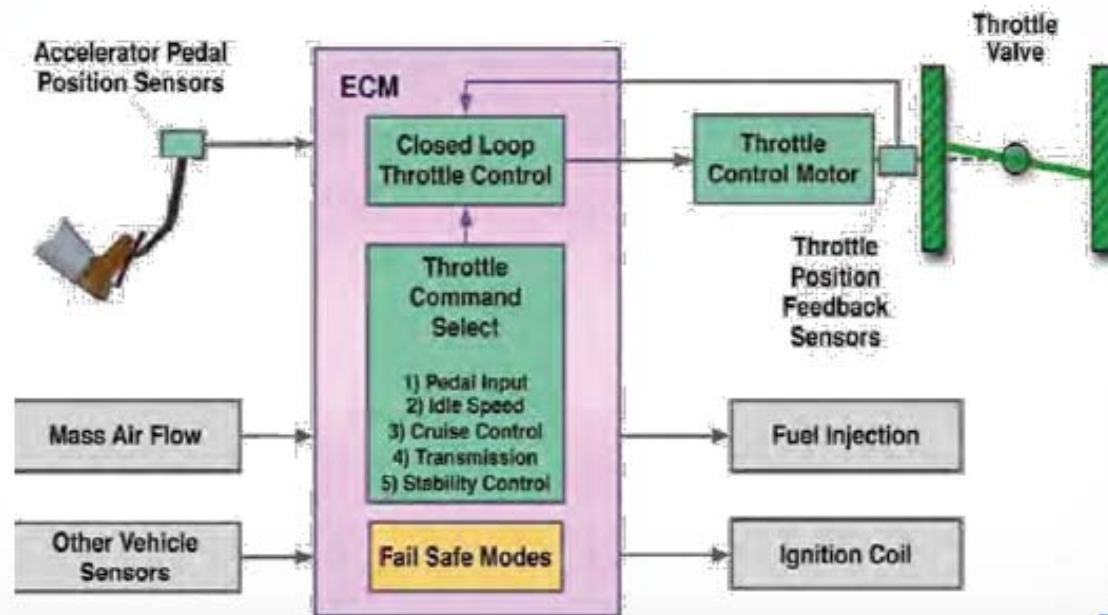 Accelerator Pedal
Position Sensors
ECM
Closed Loop
Throttle Control
Throttle
Command
Select
1) Pedal Input
2) Idle Speed
3) Cruise Control
4) Transmission
5) Stability Control
Fail Safe Modes
Throttle
Control Motor
Throttle
Valve
Throttle
Position
Feedback
Sensors
Mass Air Flow
Other Vehicle
Sensors
Fuel Injection
Ignition Coil